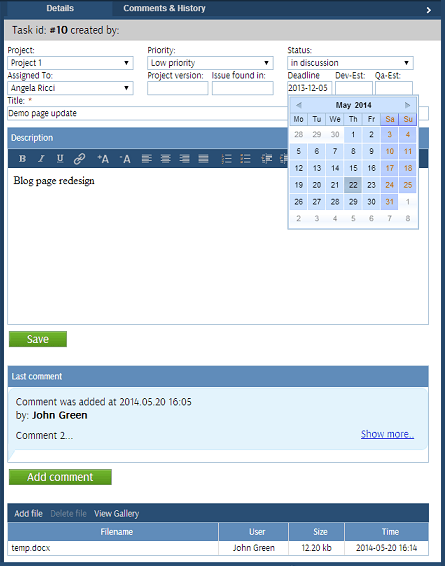 Details Comments & History
Task id: #10 created by:
Project: Priority: Status:
Project 1 Low priority in discussion
Assigned To: Project version: Issue found in: Deadline Dev-Est: Qa-Est:
Angela Ricci 2013-12-05
Title: *
Demo page update
May 2014
Mo Tu We Th Fr Sa Su
28 29 30 1 2 3 4
5 6 7 8 9 10 11
12 13 14 15 16 17 18
19 20 21 22 23 24 25
26 27 28 29 30 31 1
2 3 4 5 6 7 8
Description
B I U +A -A
Blog page redesign
Save
Last comment
Comment was added at 2014.05.20 16:05
by: John Green
Comment 2...
Show more..
Add comment
Add file Delete file View Gallery
Filename User Size Time
temp.docx John Green 12.20 kb 2014-05-20 16:14